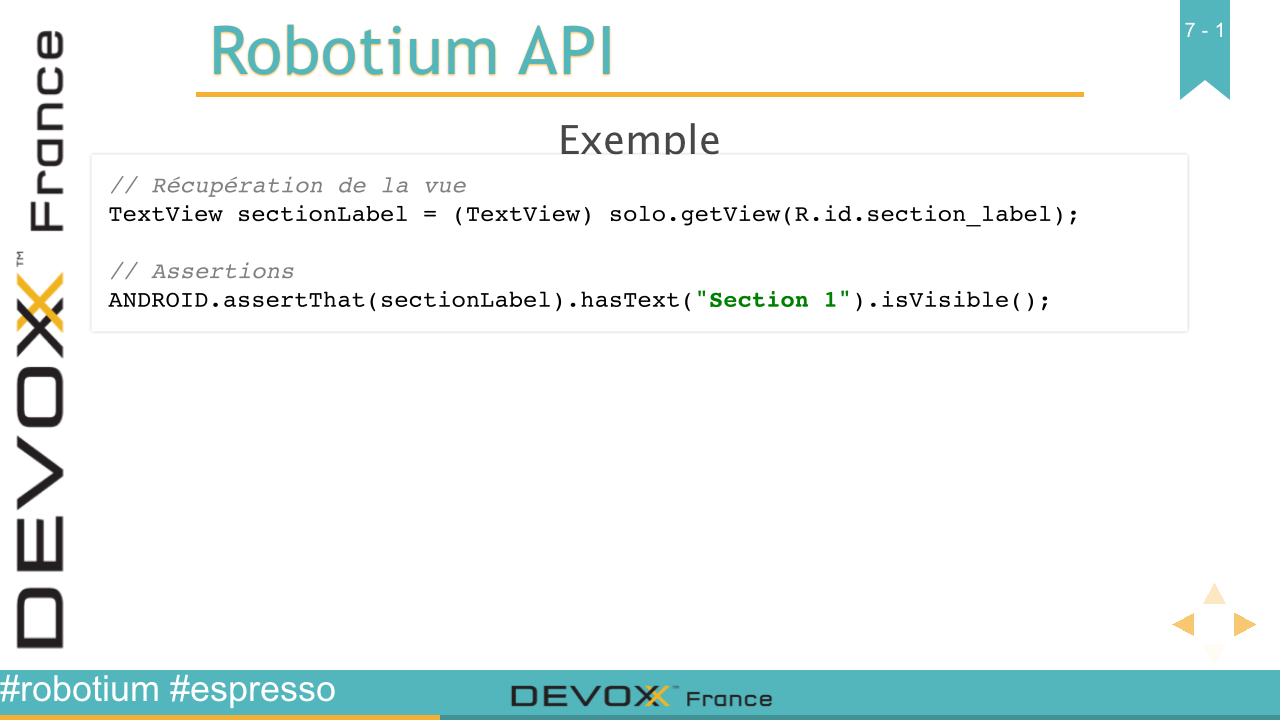 Robotium API
7 - 1
Exemple
// Récupération de la vue
TextView sectionLabel = (TextView) solo.getView(R.id.section_label);
// Assertions
ANDROID.assertThat(sectionLabel).hasText("Section 1").isVisible();
DEVOXX™ France
#robotium #espresso
DEVOXX™ France